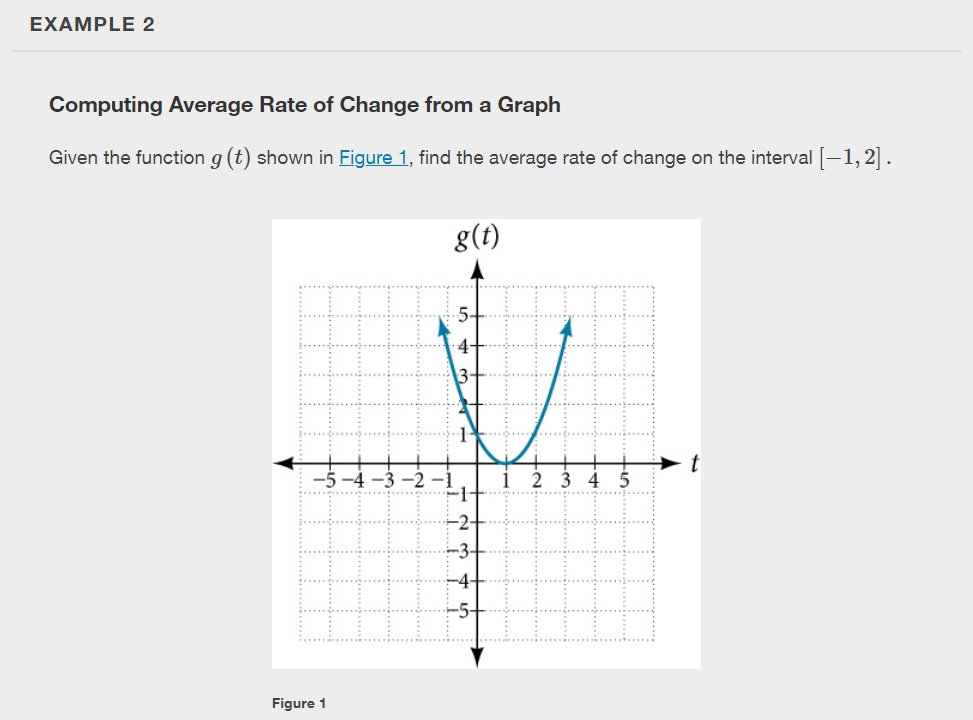 EXAMPLE 2
Computing Average Rate of Change from a Graph
Given the function g (t) shown in Figure 1, find the average rate of change on the interval [−1, 2] .
g(t)
5
4
3
2
1
−5 −4 −3 −2 −1 1 2 3 4 5 t
−1
−2
−3
−4
−5
Figure 1